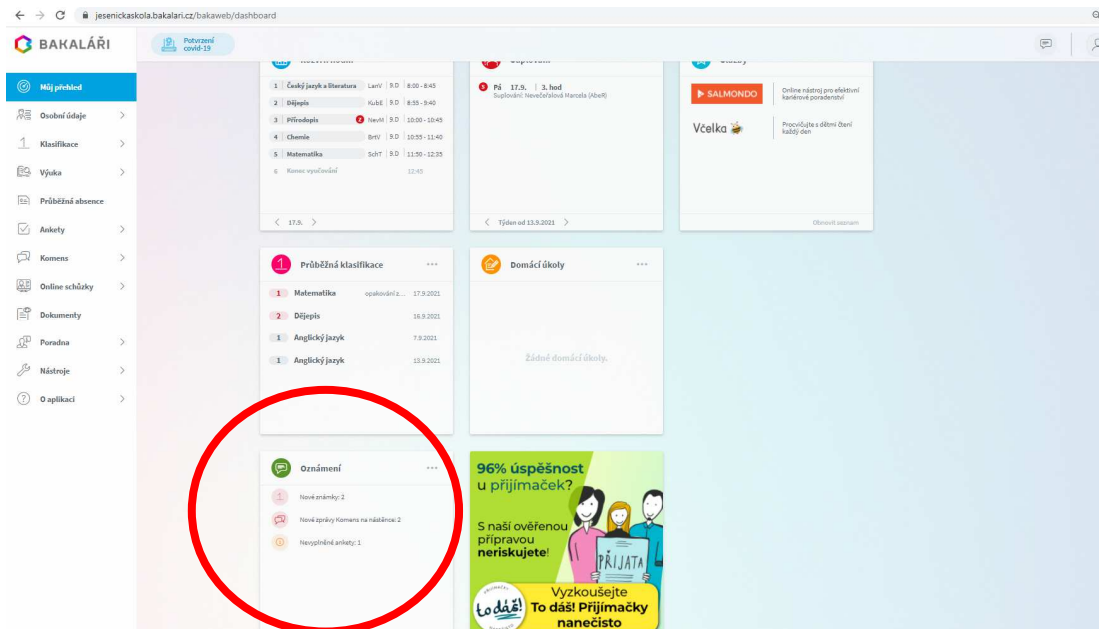 jesenickaskola.bakalari.cz/bakaweb/dashboard
BAKALÁŘI
Potvrzení
covid-19
Můj přehled
Osobní údaje
Klasifikace
Výuka
Průběžná absence
Ankety
Komens
Online schůzky
Dokumenty
Poradna
Nástroje
O aplikaci
1 Český jazyk a literatura LanV 9.D 8:00 - 8:45
2 Dějepis KubE 9.D 8:55 - 9:40
3 Přírodopis 2 NevM 9.D 10:00 - 10:45
4 Chemie BrtV 9.D 10:55 - 11:40
5 Matematika SchT 9.D 11:50 - 12:35
6 Konec vyučování 12:45
< 17.9. >
S Pá 17.9. | 3. hod
Suplování: Nevečeřalová Marcela (AbeR)
< Týden od 13.9.2021 >
SALMONDO
Online nástroj pro efektivní
kariérové poradenství
Včelka
Procvičujte s dětmi čtení
každý den
Obnovit seznam
1 Průběžná klasifikace ...
1 Matematika opakování z... 17.9.2021
2 Dějepis 16.9.2021
1 Anglický jazyk 7.9.2021
1 Anglický jazyk 13.9.2021
Domácí úkoly ...
Žádné domácí úkoly.
Oznámení ...
Nové známky: 2
Nové zprávy Komens na nástěnce: 2
Nevyplněné ankety: 1
96% úspěšnost
u přijímaček?
S naší ověřenou
přípravou
neriskujete!
PŘIJATA
to dáš!
Vyzkoušejte
To dáš! Přijímačky
nanečisto